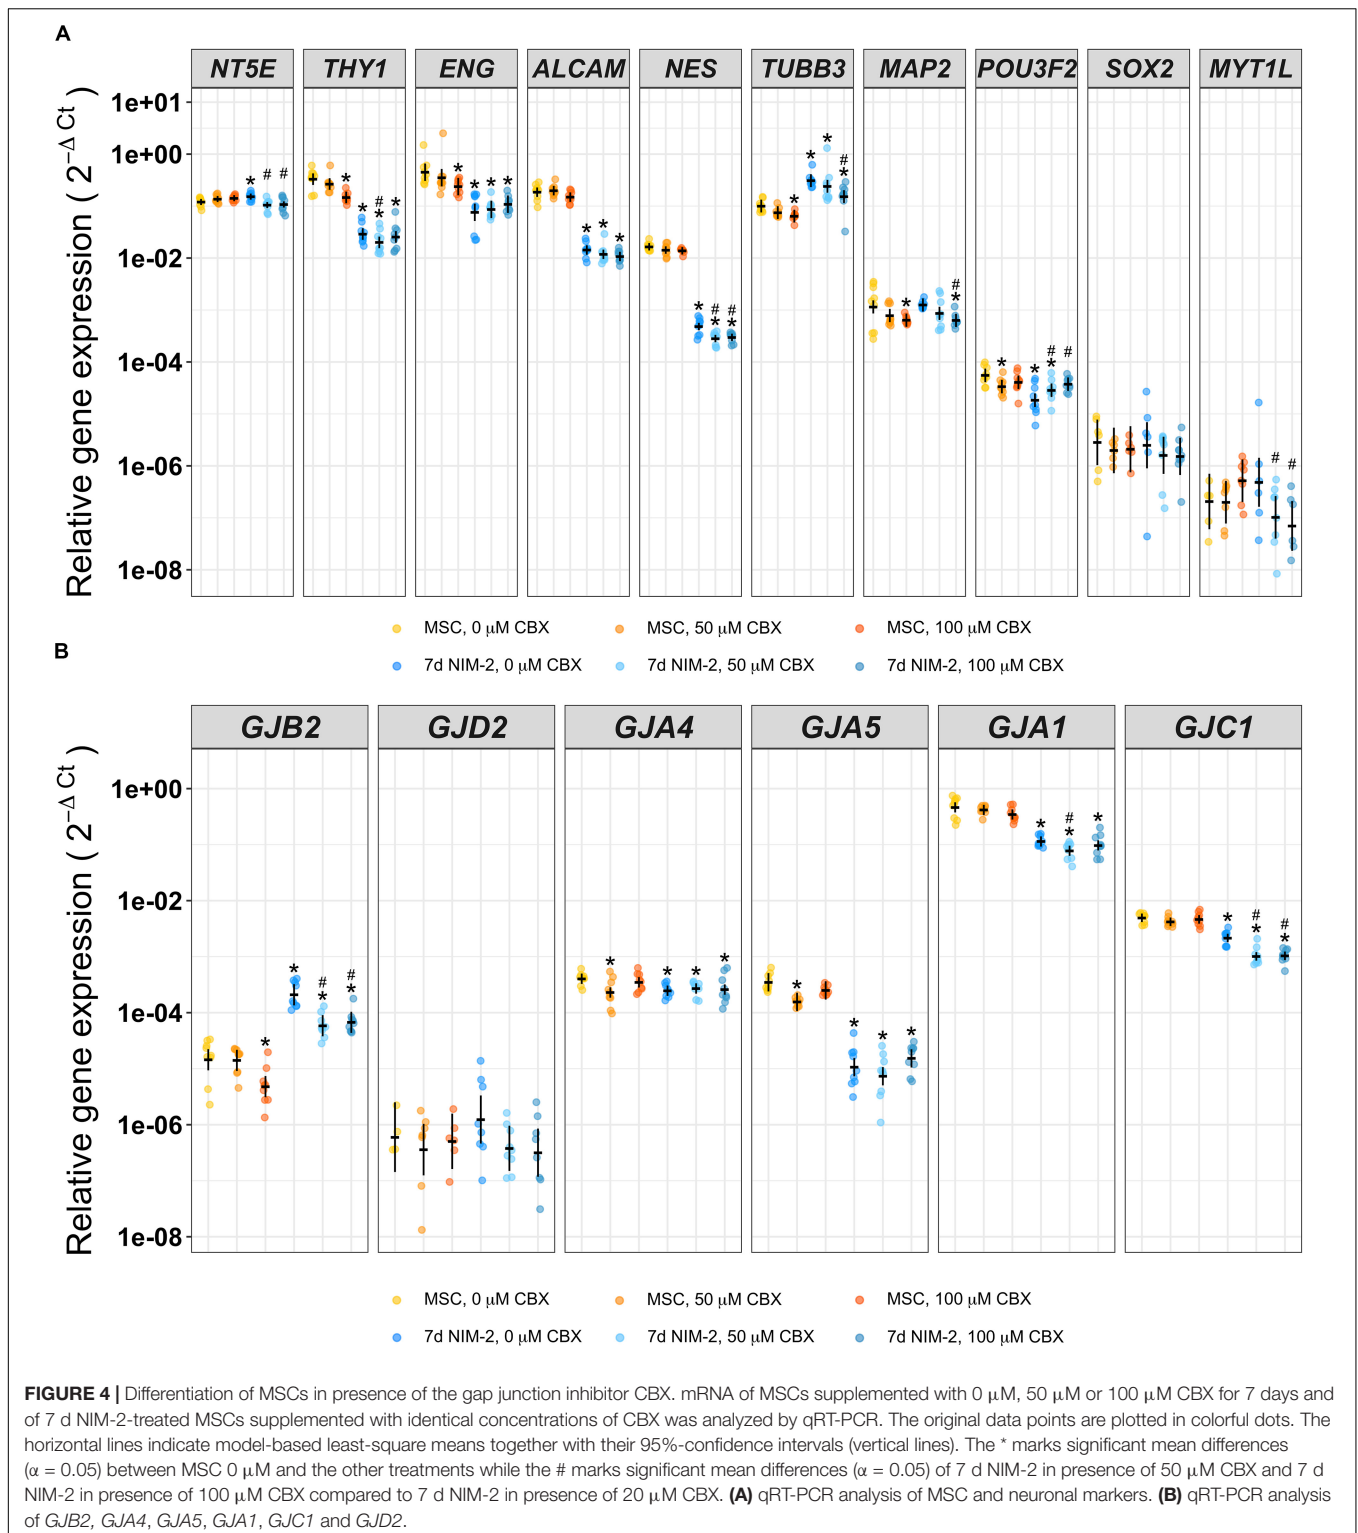 A
NT5E THY1 ENG ALCAM NES TUBB3 MAP2 POU3F2 SOX2 MYT1L
Relative gene expression ( 2^−Δ Ct )
1e+01
1e+00
1e−02
1e−04
1e−06
1e−08
* # #
* * # * *
* * * *
* * *
* # * # *
* * * # *
* # *
* * # * #
# #
MSC, 0 μM CBX MSC, 50 μM CBX MSC, 100 μM CBX
7d NIM-2, 0 μM CBX 7d NIM-2, 50 μM CBX 7d NIM-2, 100 μM CBX
B
GJB2 GJD2 GJA4 GJA5 GJA1 GJC1
Relative gene expression ( 2^−Δ Ct )
1e+00
1e−02
1e−04
1e−06
1e−08
* * # * # *
* * * *
* * * *
* # * *
* # * # *
MSC, 0 μM CBX MSC, 50 μM CBX MSC, 100 μM CBX
7d NIM-2, 0 μM CBX 7d NIM-2, 50 μM CBX 7d NIM-2, 100 μM CBX
FIGURE 4 | Differentiation of MSCs in presence of the gap junction inhibitor CBX. mRNA of MSCs supplemented with 0 μM, 50 μM or 100 μM CBX for 7 days and
of 7 d NIM-2-treated MSCs supplemented with identical concentrations of CBX was analyzed by qRT-PCR. The original data points are plotted in colorful dots. The
horizontal lines indicate model-based least-square means together with their 95%-confidence intervals (vertical lines). The * marks significant mean differences
(α = 0.05) between MSC 0 μM and the other treatments while the # marks significant mean differences (α = 0.05) of 7 d NIM-2 in presence of 50 μM CBX and 7 d
NIM-2 in presence of 100 μM CBX compared to 7 d NIM-2 in presence of 20 μM CBX. (A) qRT-PCR analysis of MSC and neuronal markers. (B) qRT-PCR analysis
of GJB2, GJA4, GJA5, GJA1, GJC1 and GJD2.